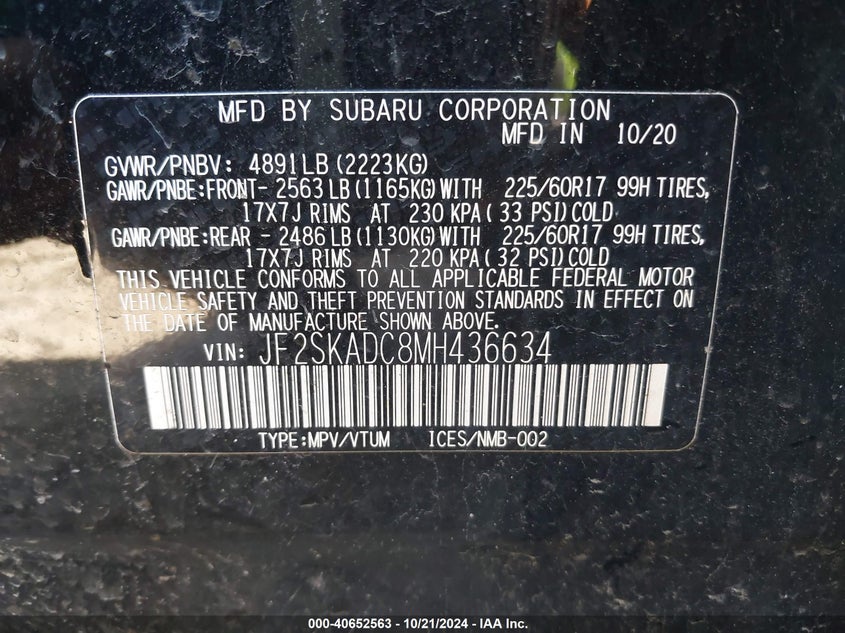 MFD BY SUBARU CORPORATION
MFD IN 10/20
GVWR/PNBV: 4891LB (2223KG)
GAWR/PNBE:FRONT- 2563 LB (1165KG) WITH 225/60R17 99H TIRES,
17X7J RIMS AT 230 KPA ( 33 PSI) COLD
GAWR/PNBE:REAR - 2486 LB (1130KG) WITH 225/60R17 99H TIRES,
17X7J RIMS AT 220 KPA ( 32 PSI) COLD
THIS VEHICLE CONFORMS TO ALL APPLICABLE FEDERAL MOTOR
VEHICLE SAFETY AND THEFT PREVENTION STANDARDS IN EFFECT ON
THE DATE OF MANUFACTURE SHOWN ABOVE.
VIN: JF2SKADC8MH436634
TYPE:MPV/VTUM ICES/NMB-002
000-40652563 - 10/21/2024 - IAA Inc.